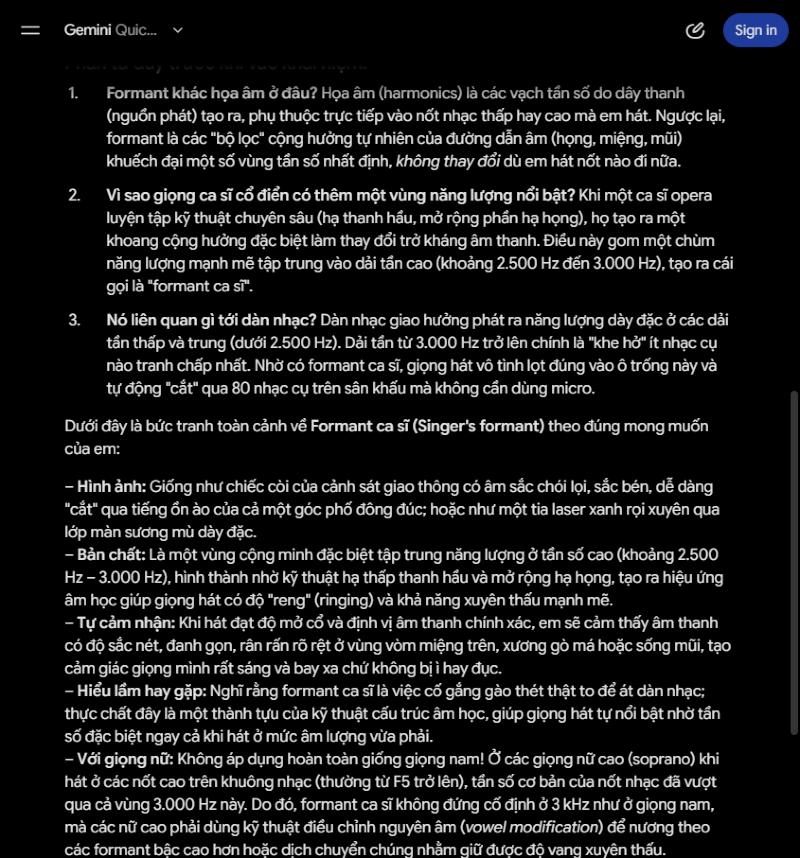 Gemini Quic...
Sign in
1. Formant khác họa âm ở đâu? Họa âm (harmonics) là các vạch tần số do dây thanh
(nguồn phát) tạo ra, phụ thuộc trực tiếp vào nốt nhạc thấp hay cao mà em hát. Ngược lại,
formant là các "bộ lọc" cộng hưởng tự nhiên của đường dẫn âm (họng, miệng, mũi)
khuếch đại một số vùng tần số nhất định, không thay đổi dù em hát nốt nào đi nữa.
2. Vì sao giọng ca sĩ cổ điển có thêm một vùng năng lượng nổi bật? Khi một ca sĩ opera
luyện tập kỹ thuật chuyên sâu (hạ thanh hầu, mở rộng phần hạ họng), họ tạo ra một
khoang cộng hưởng đặc biệt làm thay đổi trở kháng âm thanh. Điều này gom một chùm
năng lượng mạnh mẽ tập trung vào dải tần cao (khoảng 2.500 Hz đến 3.000 Hz), tạo ra cái
gọi là "formant ca sĩ".
3. Nó liên quan gì tới dàn nhạc? Dàn nhạc giao hưởng phát ra năng lượng dày đặc ở các dải
tần thấp và trung (dưới 2.500 Hz). Dải tần từ 3.000 Hz trở lên chính là "khe hở" ít nhạc cụ
nào tranh chấp nhất. Nhờ có formant ca sĩ, giọng hát vô tình lọt đúng vào ô trống này và
tự động "cắt" qua 80 nhạc cụ trên sân khấu mà không cần dùng micro.
Dưới đây là bức tranh toàn cảnh về Formant ca sĩ (Singer's formant) theo đúng mong muốn
của em:
– Hình ảnh: Giống như chiếc còi của cảnh sát giao thông có âm sắc chói lọi, sắc bén, dễ dàng
"cắt" qua tiếng ồn ào của cả một góc phố đông đúc; hoặc như một tia laser xanh rọi xuyên qua
lớp màn sương mù dày đặc.
– Bản chất: Là một vùng cộng minh đặc biệt tập trung năng lượng ở tần số cao (khoảng 2.500
Hz – 3.000 Hz), hình thành nhờ kỹ thuật hạ thấp thanh hầu và mở rộng hạ họng, tạo ra hiệu ứng
âm học giúp giọng hát có độ "reng" (ringing) và khả năng xuyên thấu mạnh mẽ.
– Tự cảm nhận: Khi hát đạt độ mở cổ và định vị âm thanh chính xác, em sẽ cảm thấy âm thanh
có độ sắc nét, đanh gọn, rân rấn rõ rệt ở vùng vòm miệng trên, xương gò má hoặc sống mũi, tạo
cảm giác giọng mình rất sáng và bay xa chứ không bị ì hay đục.
– Hiểu lầm hay gặp: Nghĩ rằng formant ca sĩ là việc cố gắng gào thét thật to để át dàn nhạc;
thực chất đây là một thành tựu của kỹ thuật cấu trúc âm học, giúp giọng hát tự nổi bật nhờ tần
số đặc biệt ngay cả khi hát ở mức âm lượng vừa phải.
– Với giọng nữ: Không áp dụng hoàn toàn giống giọng nam! Ở các giọng nữ cao (soprano) khi
hát ở các nốt cao trên khuông nhạc (thường từ F5 trở lên), tần số cơ bản của nốt nhạc đã vượt
qua cả vùng 3.000 Hz này. Do đó, formant ca sĩ không đứng cố định ở 3 kHz như ở giọng nam,
mà các nữ cao phải dùng kỹ thuật điều chỉnh nguyên âm (vowel modification) để nương theo
các formant bậc cao hơn hoặc dịch chuyển chúng nhằm giữ được độ vang xuyên thấu.